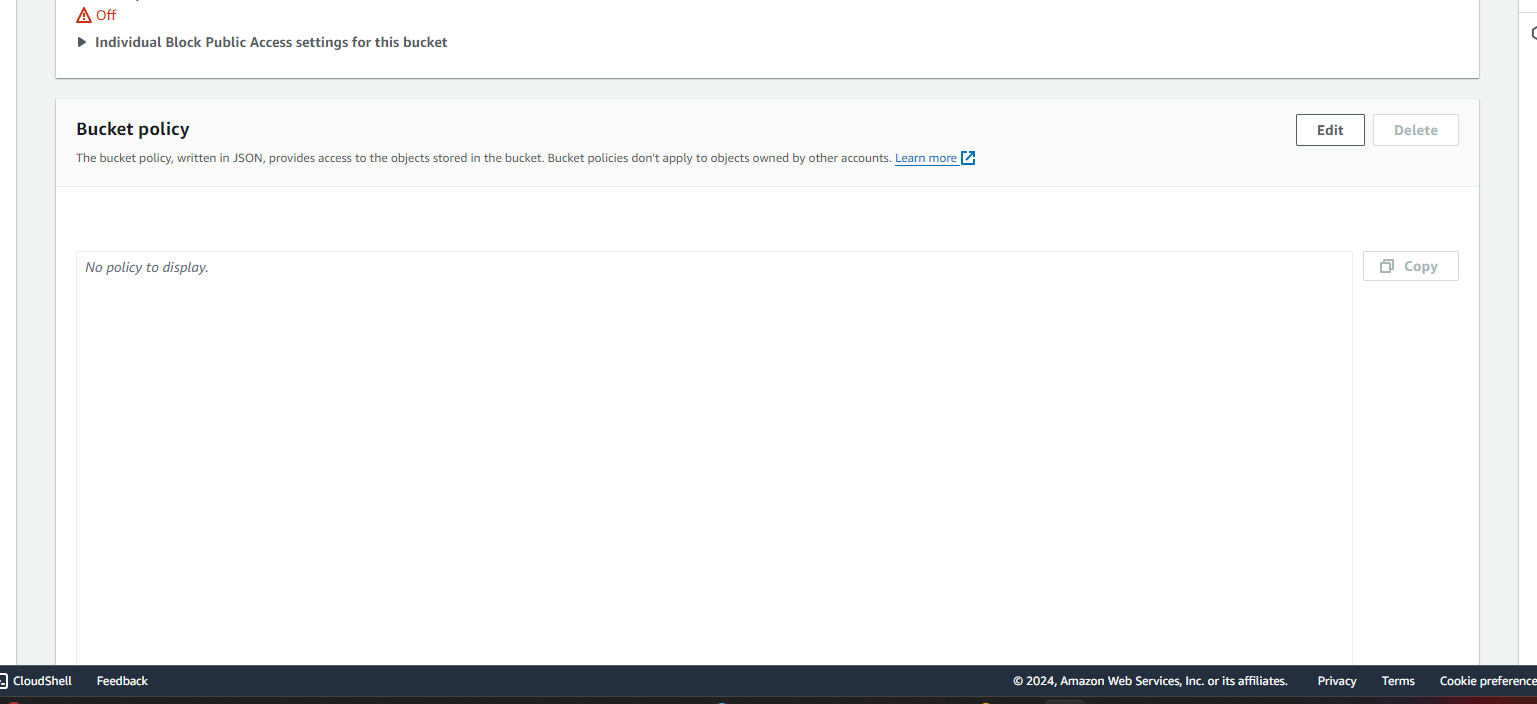 Off
Individual Block Public Access settings for this bucket
Bucket policy
Edit
Delete
The bucket policy, written in JSON, provides access to the objects stored in the bucket. Bucket policies don't apply to objects owned by other accounts. Learn more
No policy to display.
Copy
CloudShell
Feedback
© 2024, Amazon Web Services, Inc. or its affiliates.
Privacy
Terms
Cookie preference